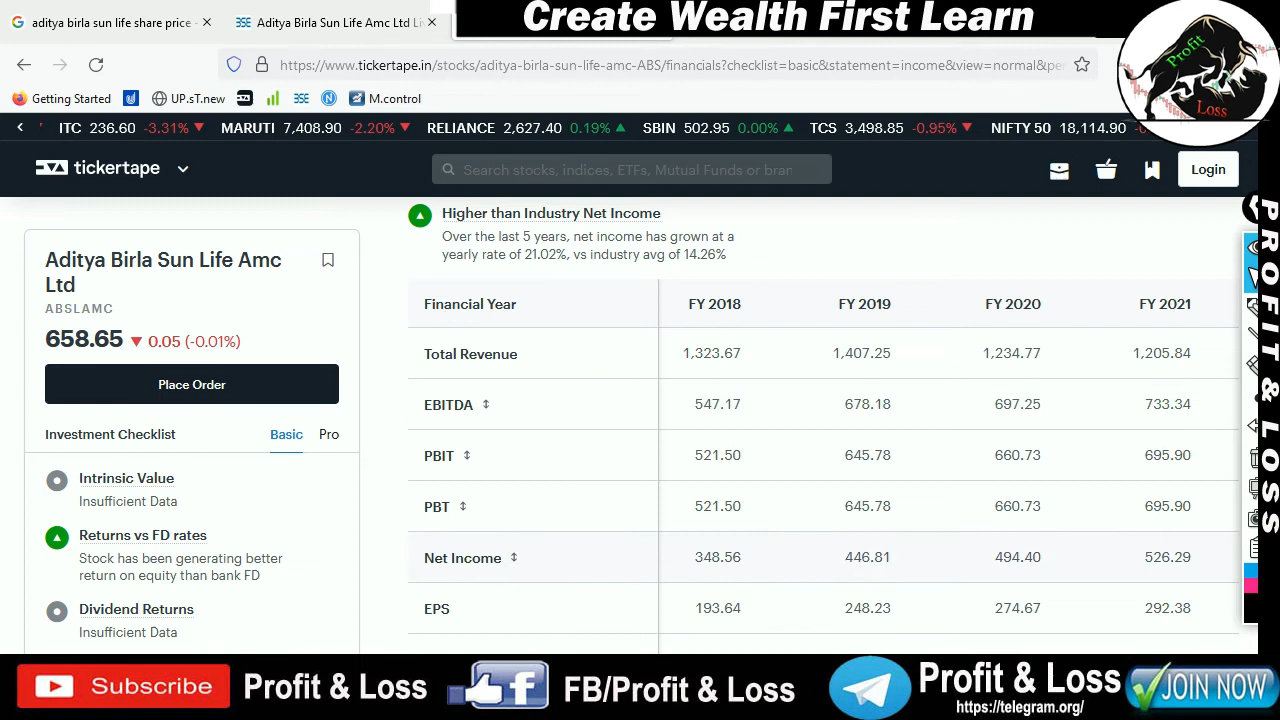 Create Wealth First Learn
aditya birla sun life share price -
Aditya Birla Sun Life Amc Ltd Li
https://www.tickertape.in/stocks/aditya-birla-sun-life-amc-ABS/financials?checklist=basic&statement=income&view=normal&pe
Getting Started
UP.sT.new
M.control
Profit
Loss
ITC 236.60 -3.31% MARUTI 7,408.90 -2.20% RELIANCE 2,627.40 0.19% SBIN 502.95 0.00% TCS 3,498.85 -0.95% NIFTY 50 18,114.90
tickertape
Search stocks, indices, ETFs, Mutual Funds or bran
Login
Aditya Birla Sun Life Amc
Ltd
ABSLAMC
658.65 0.05 (-0.01%)
Place Order
Investment Checklist Basic Pro
Intrinsic Value
Insufficient Data
Returns vs FD rates
Stock has been generating better
return on equity than bank FD
Dividend Returns
Insufficient Data
Higher than Industry Net Income
Over the last 5 years, net income has grown at a
yearly rate of 21.02%, vs industry avg of 14.26%
Financial Year FY 2018 FY 2019 FY 2020 FY 2021
Total Revenue 1,323.67 1,407.25 1,234.77 1,205.84
EBITDA 547.17 678.18 697.25 733.34
PBIT 521.50 645.78 660.73 695.90
PBT 521.50 645.78 660.73 695.90
Net Income 348.56 446.81 494.40 526.29
EPS 193.64 248.23 274.67 292.38
PROFIT & LOSS
Subscribe
Profit & Loss
f
FB/Profit & Loss
Profit & Loss
https://telegram.org/
JOIN NOW